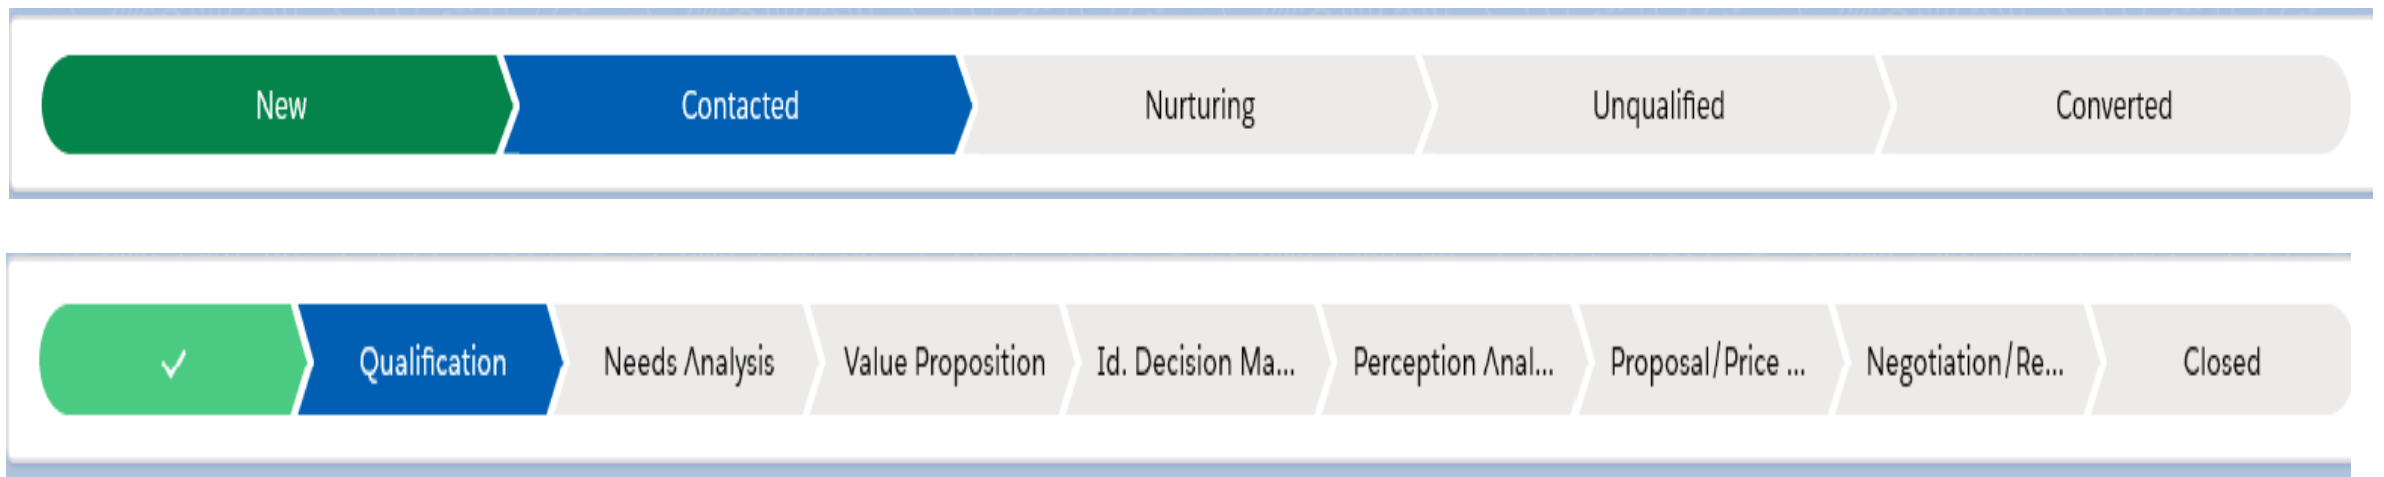 New Contacted Nurturing Unqualified Converted
Qualification Needs Analysis Value Proposition Id. Decision Ma... Perception Anal... Proposal/Price ... Negotiation/Re... Closed